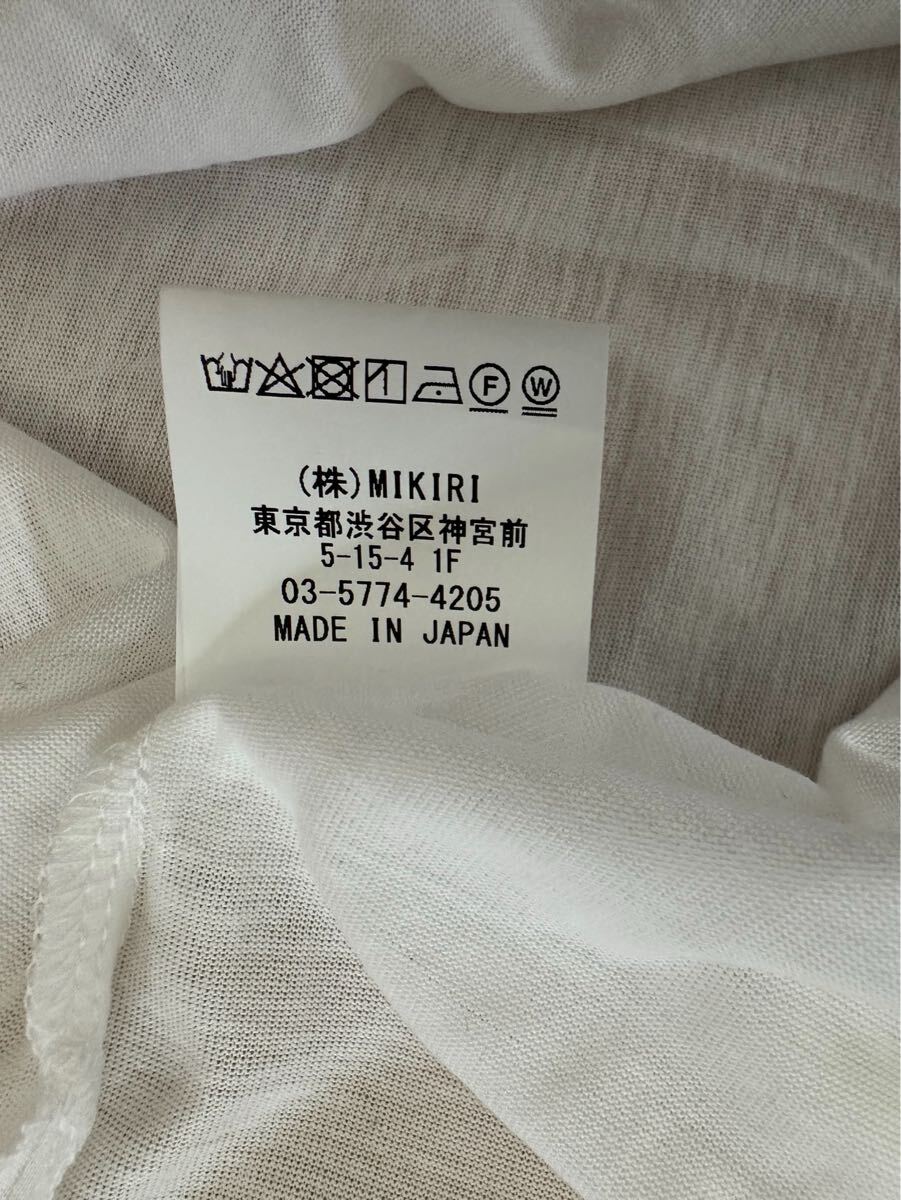 F W
(株)MIKIRI
東京都渋谷区神宮前
5-15-4 1F
03-5774-4205
MADE IN JAPAN